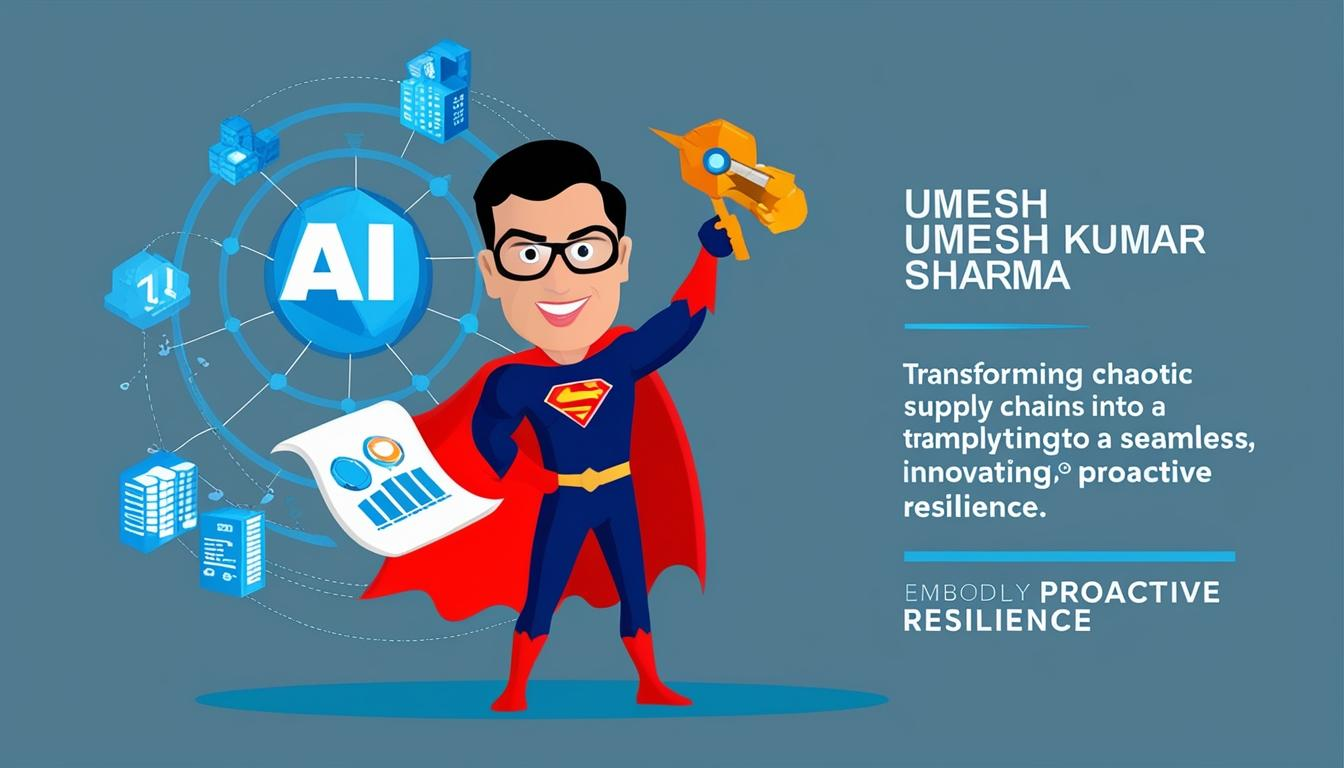 AI
UMESH
UMESH KUMAR
SHARMA
Transforming chaotic
supply chains into a
tramplytingto a seamless,
innovating,° proactive
resilience.
EMBODLY PROACTIVE
RESILIENCE